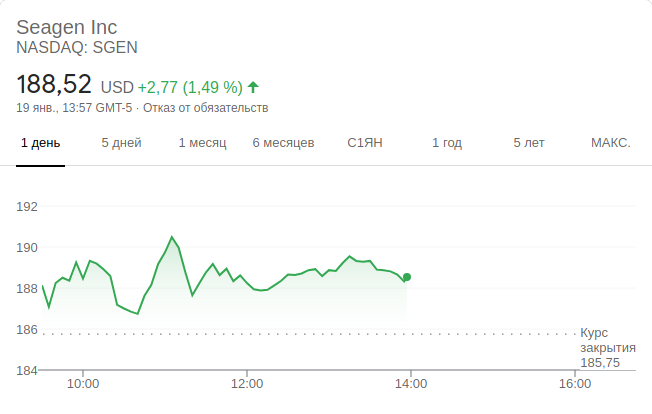 Seagen Inc
NASDAQ: SGEN
188,52 USD +2,77 (1,49 %)
19 янв., 13:57 GMT-5 · Отказ от обязательств
1 день 5 дней 1 месяц 6 месяцев С1ЯН 1 год 5 лет МАКС.
192
190
188
186
Курс
закрытия
185,75
184
10:00 12:00 14:00 16:00